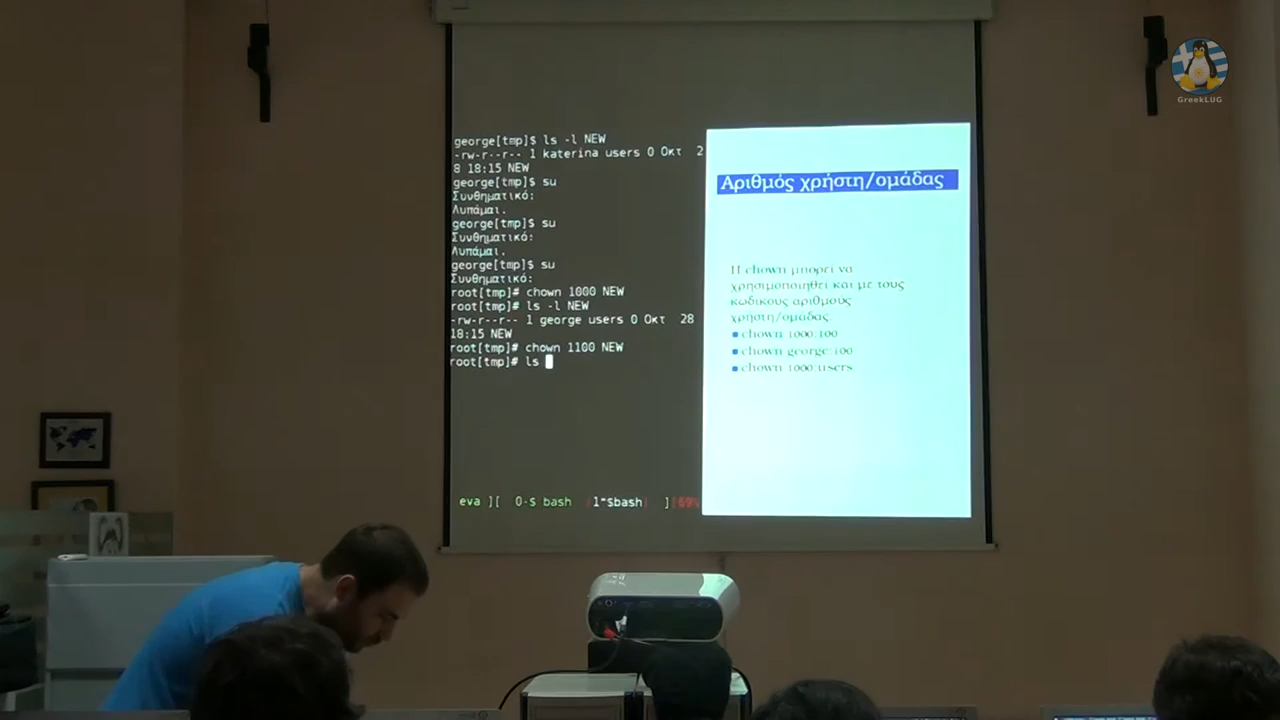 GreekLUG
george[tmp]$ ls -l NEW
-rw-r--r-- 1 katerina users 0 Οκτ 2
8 18:15 NEW
george[tmp]$ su
Συνθηματικό:
Λυπάμαι.
george[tmp]$ su
Συνθηματικό:
Λυπάμαι.
george[tmp]$ su
Συνθηματικό:
root[tmp]# chown 1000 NEW
root[tmp]# ls -l NEW
-rw-r--r-- 1 george users 0 Οκτ 28
18:15 NEW
root[tmp]# chown 1100 NEW
root[tmp]# ls
eva ][ 0-$ bash (1*$bash) ][69%
Αριθμός χρήστη/ομάδας
Η chown μπορεί να
χρησιμοποιηθεί και με τους
κωδικούς αριθμούς
χρήστη/ομάδας
chown 1000:100
chown george:100
chown 1000:users